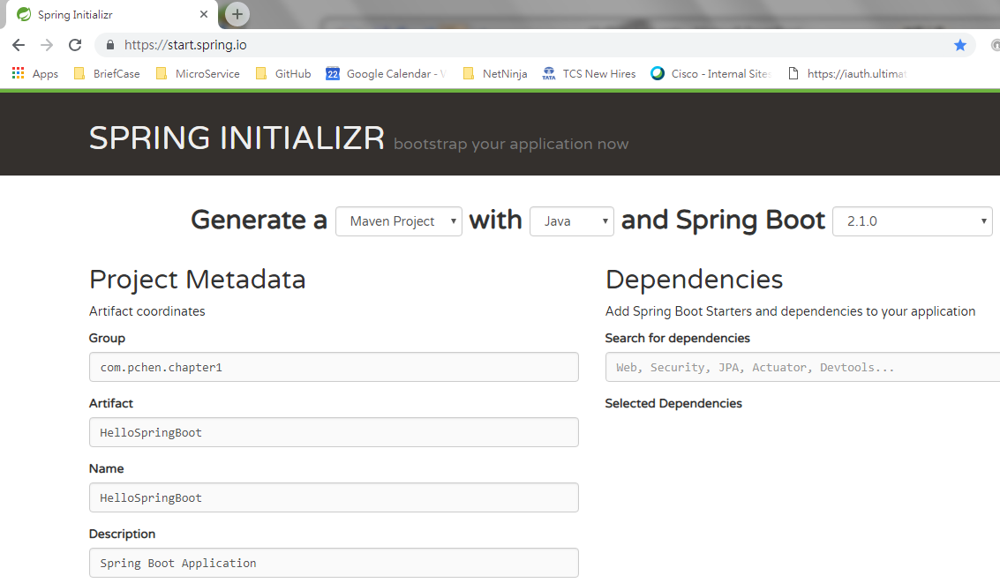 Spring Initializr
https://start.spring.io
Apps BriefCase MicroService GitHub 22 Google Calendar - NetNinja TATA TCS New Hires Cisco - Internal Sites https://iauth.ultimat
SPRING INITIALIZR bootstrap your application now
Generate a Maven Project with Java and Spring Boot 2.1.0
Project Metadata
Artifact coordinates
Group
com.pchen.chapter1
Artifact
HelloSpringBoot
Name
HelloSpringBoot
Description
Spring Boot Application
Dependencies
Add Spring Boot Starters and dependencies to your application
Search for dependencies
Web, Security, JPA, Actuator, Devtools...
Selected Dependencies